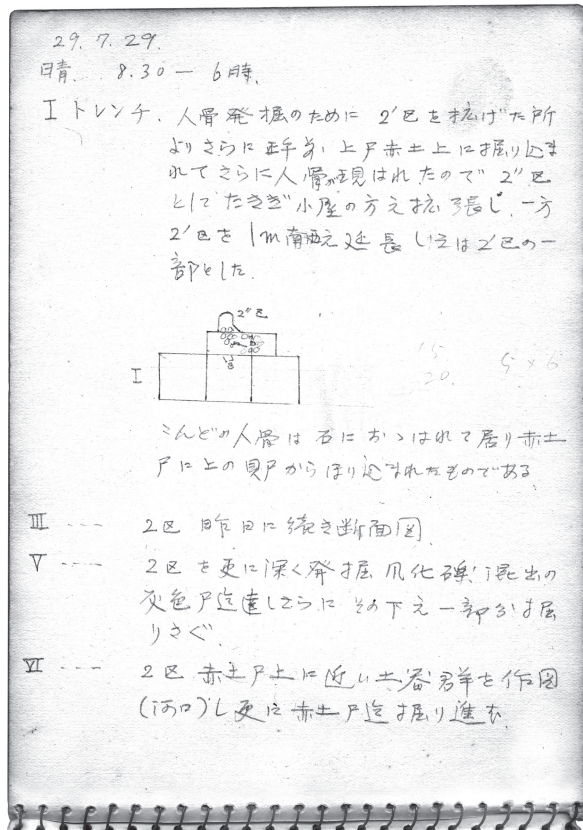 29.7.29.
晴 8.30 — 6時.
I トレンチ. 人骨発掘のために 2'区を拡げた所
よりさらに 上戸赤土上に掘り込ま
れてさらに人骨が現はれたので 2''区
としてたきぎ小屋の方え拡張し、一方
2'区を 1m南西え延長し之は2'区の一
部とした.
2''区
I
15
20.
5×6
こんどの人骨は石におゝはれて居り赤土
戸に上の貝戸からほり込まれたものである
III ---- 2区 昨日に続き断面図.
V ---- 2区を更に深く発掘 風化礫混出の
灰色戸迄達しさらに その下え一部分掘
りさぐ.
VI ---- 2区 赤土戸上に近い土器群を作図
(河口)し更に赤土戸迄掘り進む